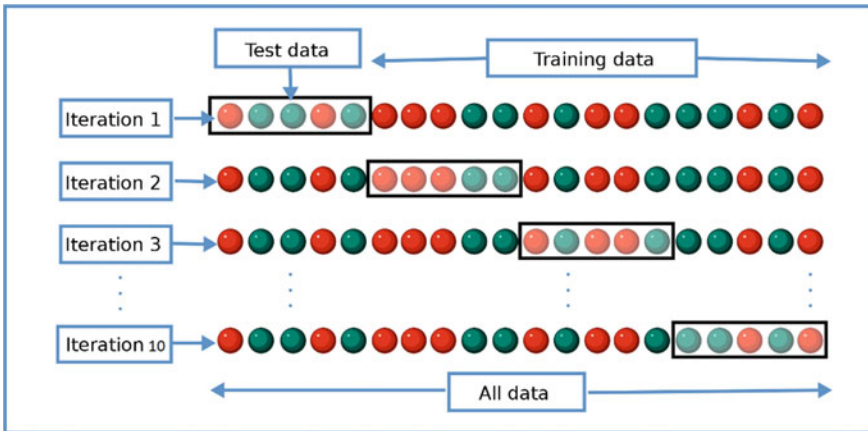 Test data
Training data
Iteration 1
Iteration 2
Iteration 3
Iteration 10
All data